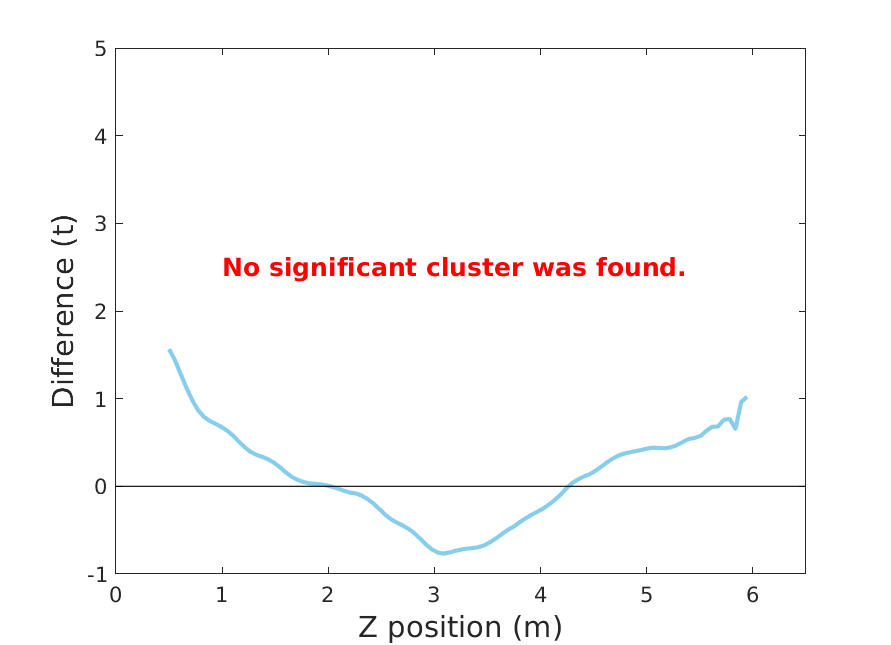 5
4
3
2
1
0
-1
Difference (t)
No significant cluster was found.
0 1 2 3 4 5 6
Z position (m)